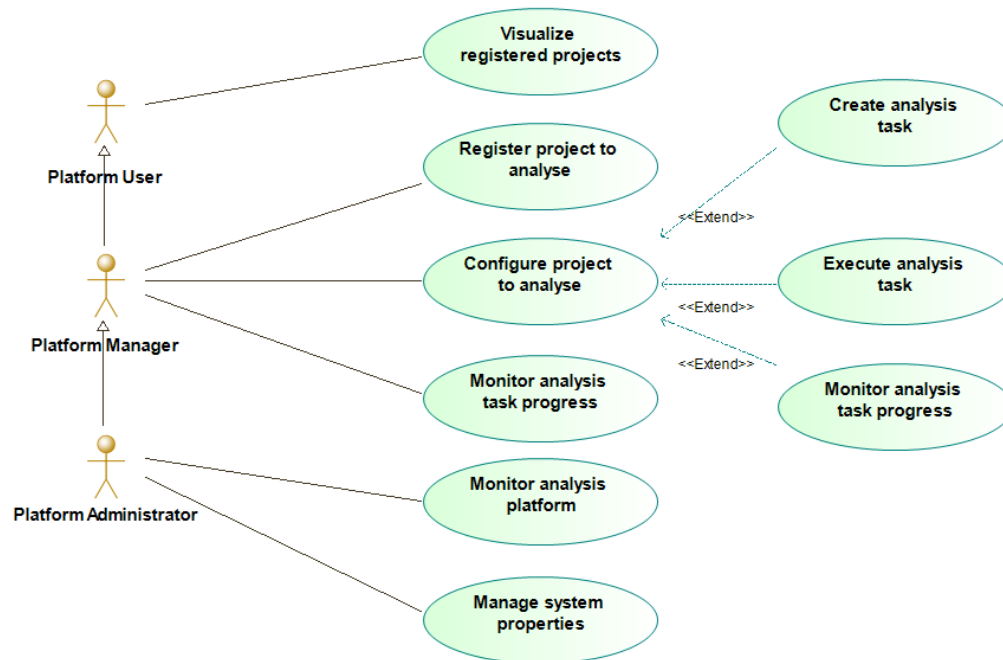 Visualize
registered projects
Create analysis
task
Platform User
Register project to
analyse
<<Extend>>
Configure project
to analyse
Execute analysis
task
<<Extend>>
Platform Manager
<<Extend>>
Monitor analysis
task progress
Monitor analysis
task progress
Platform Administrator
Monitor analysis
platform
Manage system
properties